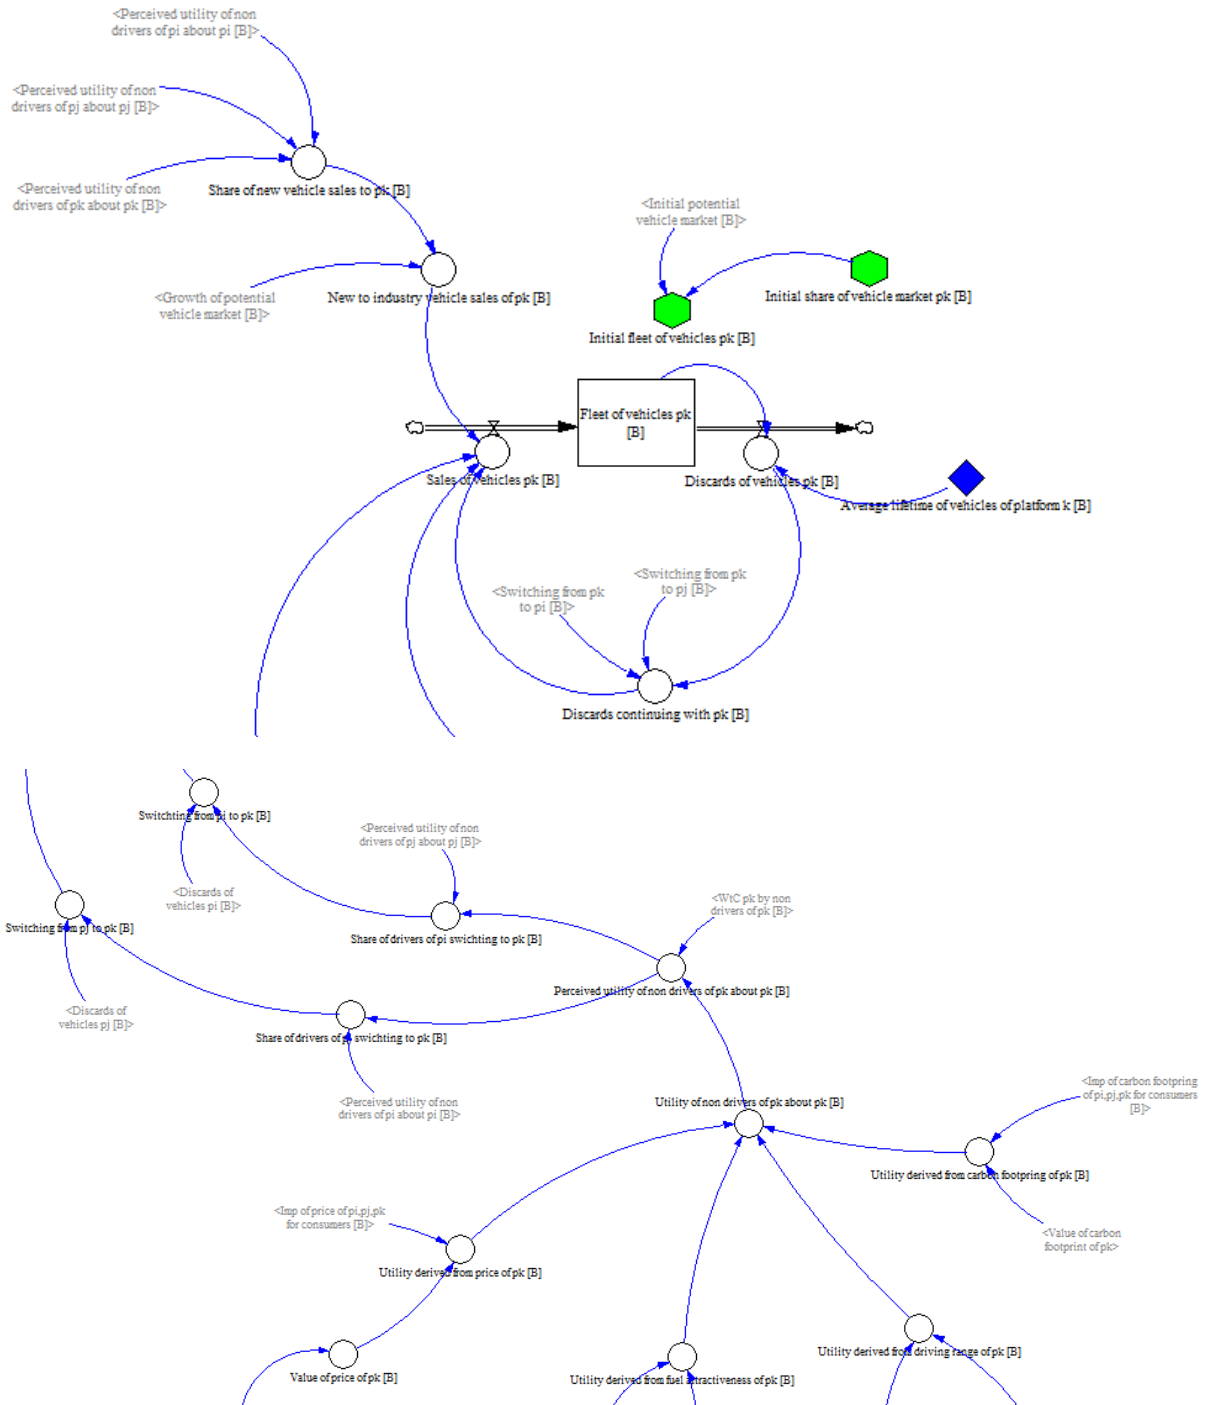 <Perceived utility of non
drivers of pi about pi [B]>
<Perceived utility of non
drivers of pj about pj [B]>
<Perceived utility of non
drivers of pk about pk [B]>
Share of new vehicle sales to pk [B]
<Initial potential
vehicle market [B]>
<Growth of potential
vehicle market [B]>
New to industry vehicle sales of pk [B]
Initial share of vehicle market pk [B]
Initial fleet of vehicles pk [B]
Fleet of vehicles pk
[B]
Sales of vehicles pk [B]
Discards of vehicles pk [B]
Average lifetime of vehicles of platform k [B]
<Switching from pk
to pi [B]>
<Switching from pk
to pj [B]>
Discards continuing with pk [B]
Switchting from pi to pk [B]
<Perceived utility of non
drivers of pj about pj [B]>
<Discards of
vehicles pi [B]>
<WtC pk by non
drivers of pk [B]>
Switching from pj to pk [B]
Share of drivers of pi swichting to pk [B]
Perceived utility of non drivers of pk about pk [B]
<Discards of
vehicles pj [B]>
Share of drivers of pj swichting to pk [B]
<Perceived utility of non
drivers of pi about pi [B]>
Utility of non drivers of pk about pk [B]
<Imp of carbon footpring
of pi,pj,pk for consumers
[B]>
Utility derived from carbon footpring of pk [B]
<Imp of price of pi,pj,pk
for consumers [B]>
<Value of carbon
footprint of pk>
Utility derived from price of pk [B]
Utility derived from driving range of pk [B]
Value of price of pk [B]
Utility derived from fuel attractiveness of pk [B]